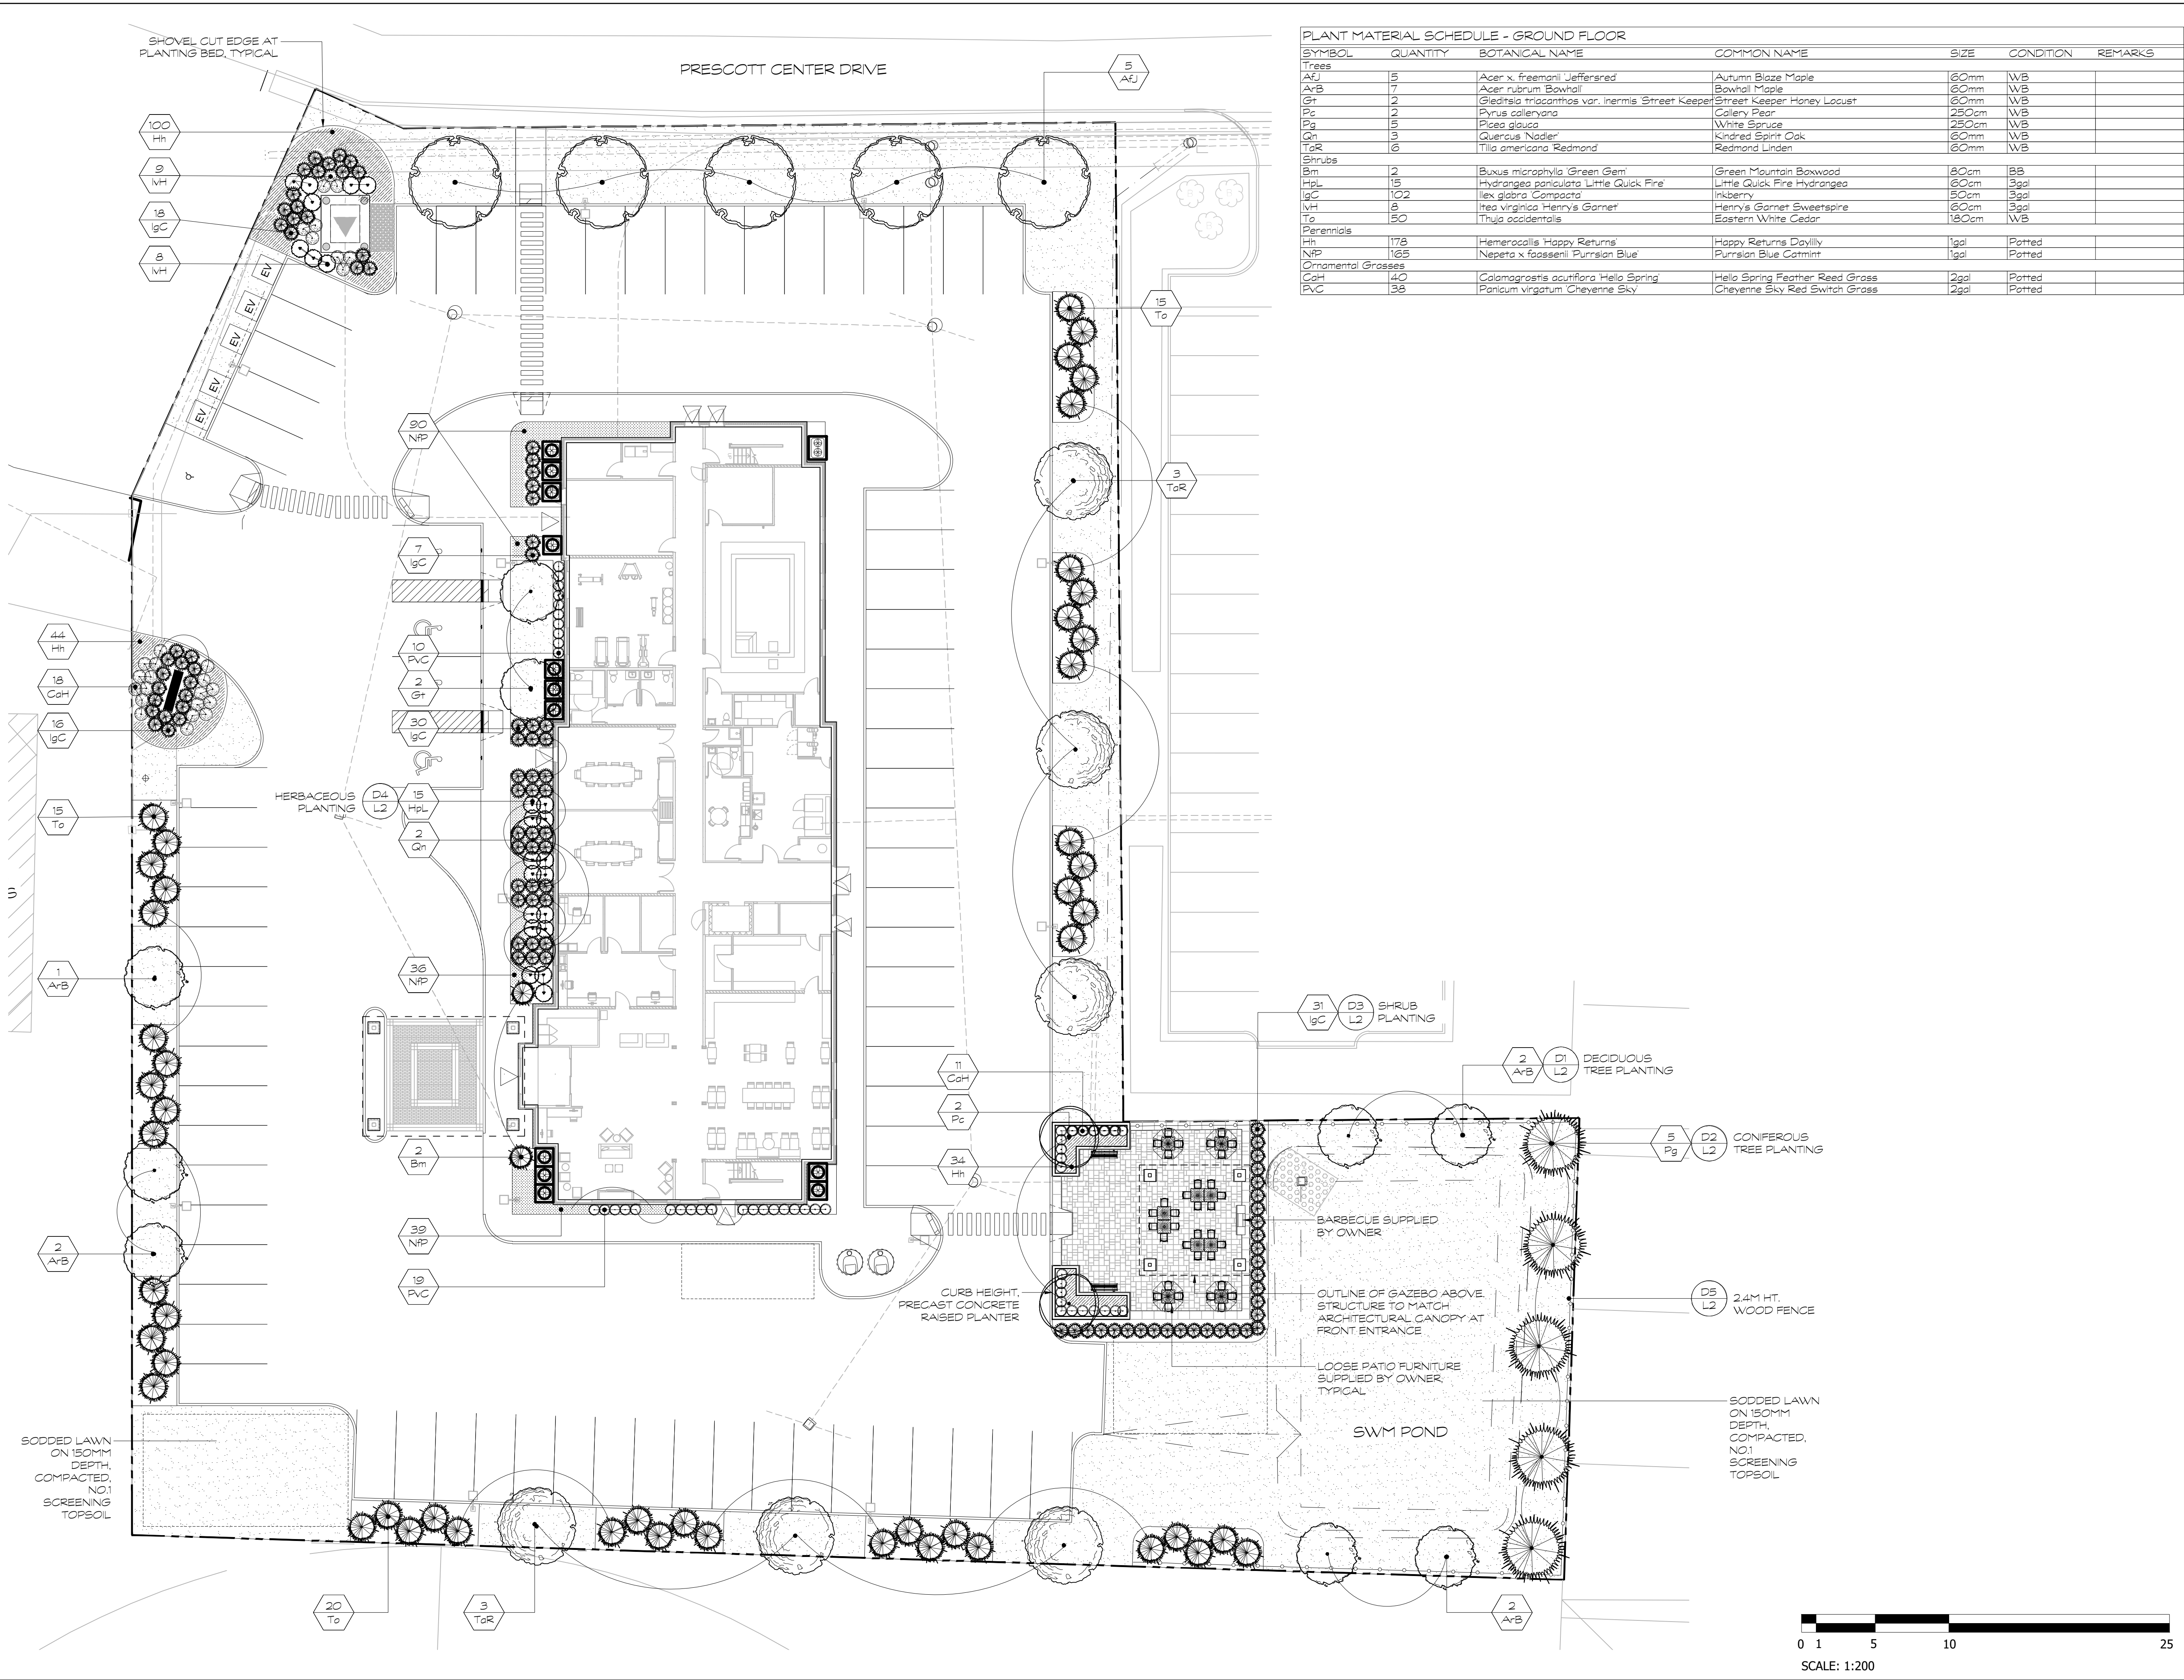 SHOVEL CUT EDGE AT
PLANTING BED, TYPICAL
PRESCOTT CENTER DRIVE
5
AfJ
PLANT MATERIAL SCHEDULE - GROUND FLOOR
SYMBOL QUANTITY BOTANICAL NAME COMMON NAME SIZE CONDITION REMARKS
Trees
AfJ 5 Acer x. freemanii 'Jeffersred' Autumn Blaze Maple 60mm WB
ArB 7 Acer rubrum 'Bowhall' Bowhall Maple 60mm WB
Gt 2 Gleditsia triacanthos var. inermis 'Street Keeper Street Keeper Honey Locust 60mm WB
Pc 2 Pyrus calleryana Callery Pear 250cm WB
Pg 5 Picea glauca White Spruce 250cm WB
Qn 3 Quercus 'Nadler' Kindred Spirit Oak 60mm WB
TaR 6 Tilia americana 'Redmond' Redmond Linden 60mm WB
Shrubs
Bm 2 Buxus microphylla 'Green Gem' Green Mountain Boxwood 80cm BB
HpL 15 Hydrangea paniculata 'Little Quick Fire' Little Quick Fire Hydrangea 60cm 3gal
IgC 102 Ilex glabra 'Compacta' Inkberry 50cm 3gal
IvH 8 Itea virginica 'Henry's Garnet' Henry's Garnet Sweetspire 60cm 3gal
To 50 Thuja occidentalis Eastern White Cedar 180cm WB
Perennials
Hh 178 Hemerocallis 'Happy Returns' Happy Returns Daylilly 1gal Potted
NfP 165 Nepeta x faassenii 'Purrsian Blue' Purrsian Blue Catmint 1gal Potted
Ornamental Grasses
CaH 40 Calamagrostis acutiflora 'Hello Spring' Hello Spring Feather Reed Grass 2gal Potted
PvC 38 Panicum virgatum 'Cheyenne Sky' Cheyenne Sky Red Switch Grass 2gal Potted
100
Hh
9
IvH
18
IgC
8
IvH
EV
EV
EV
EV
EV
15
To
90
NfP
3
TaR
7
IgC
44
Hh
10
PvC
18
CaH
2
Gt
16
IgC
30
IgC
HERBACEOUS
PLANTING
D4
L2
15
HpL
15
To
2
Qn
S
1
ArB
36
NfP
31
IgC
D3
L2
SHRUB
PLANTING
11
CaH
2
ArB
D1
L2
DECIDUOUS
TREE PLANTING
2
Pc
5
Pg
D2
L2
CONIFEROUS
TREE PLANTING
2
Bm
34
Hh
BARBECUE SUPPLIED
BY OWNER
39
NfP
2
ArB
19
PvC
CURB HEIGHT,
PRECAST CONCRETE
RAISED PLANTER
OUTLINE OF GAZEBO ABOVE.
STRUCTURE TO MATCH
ARCHITECTURAL CANOPY AT
FRONT ENTRANCE
D5
L2
2.4M HT.
WOOD FENCE
LOOSE PATIO FURNITURE
SUPPLIED BY OWNER,
TYPICAL
SWM POND
SODDED LAWN
ON 150MM
DEPTH,
COMPACTED,
NO.1
SCREENING
TOPSOIL
SODDED LAWN
ON 150MM
DEPTH,
COMPACTED,
NO.1
SCREENING
TOPSOIL
20
To
3
TaR
2
ArB
0 1 5 10 25
SCALE: 1:200